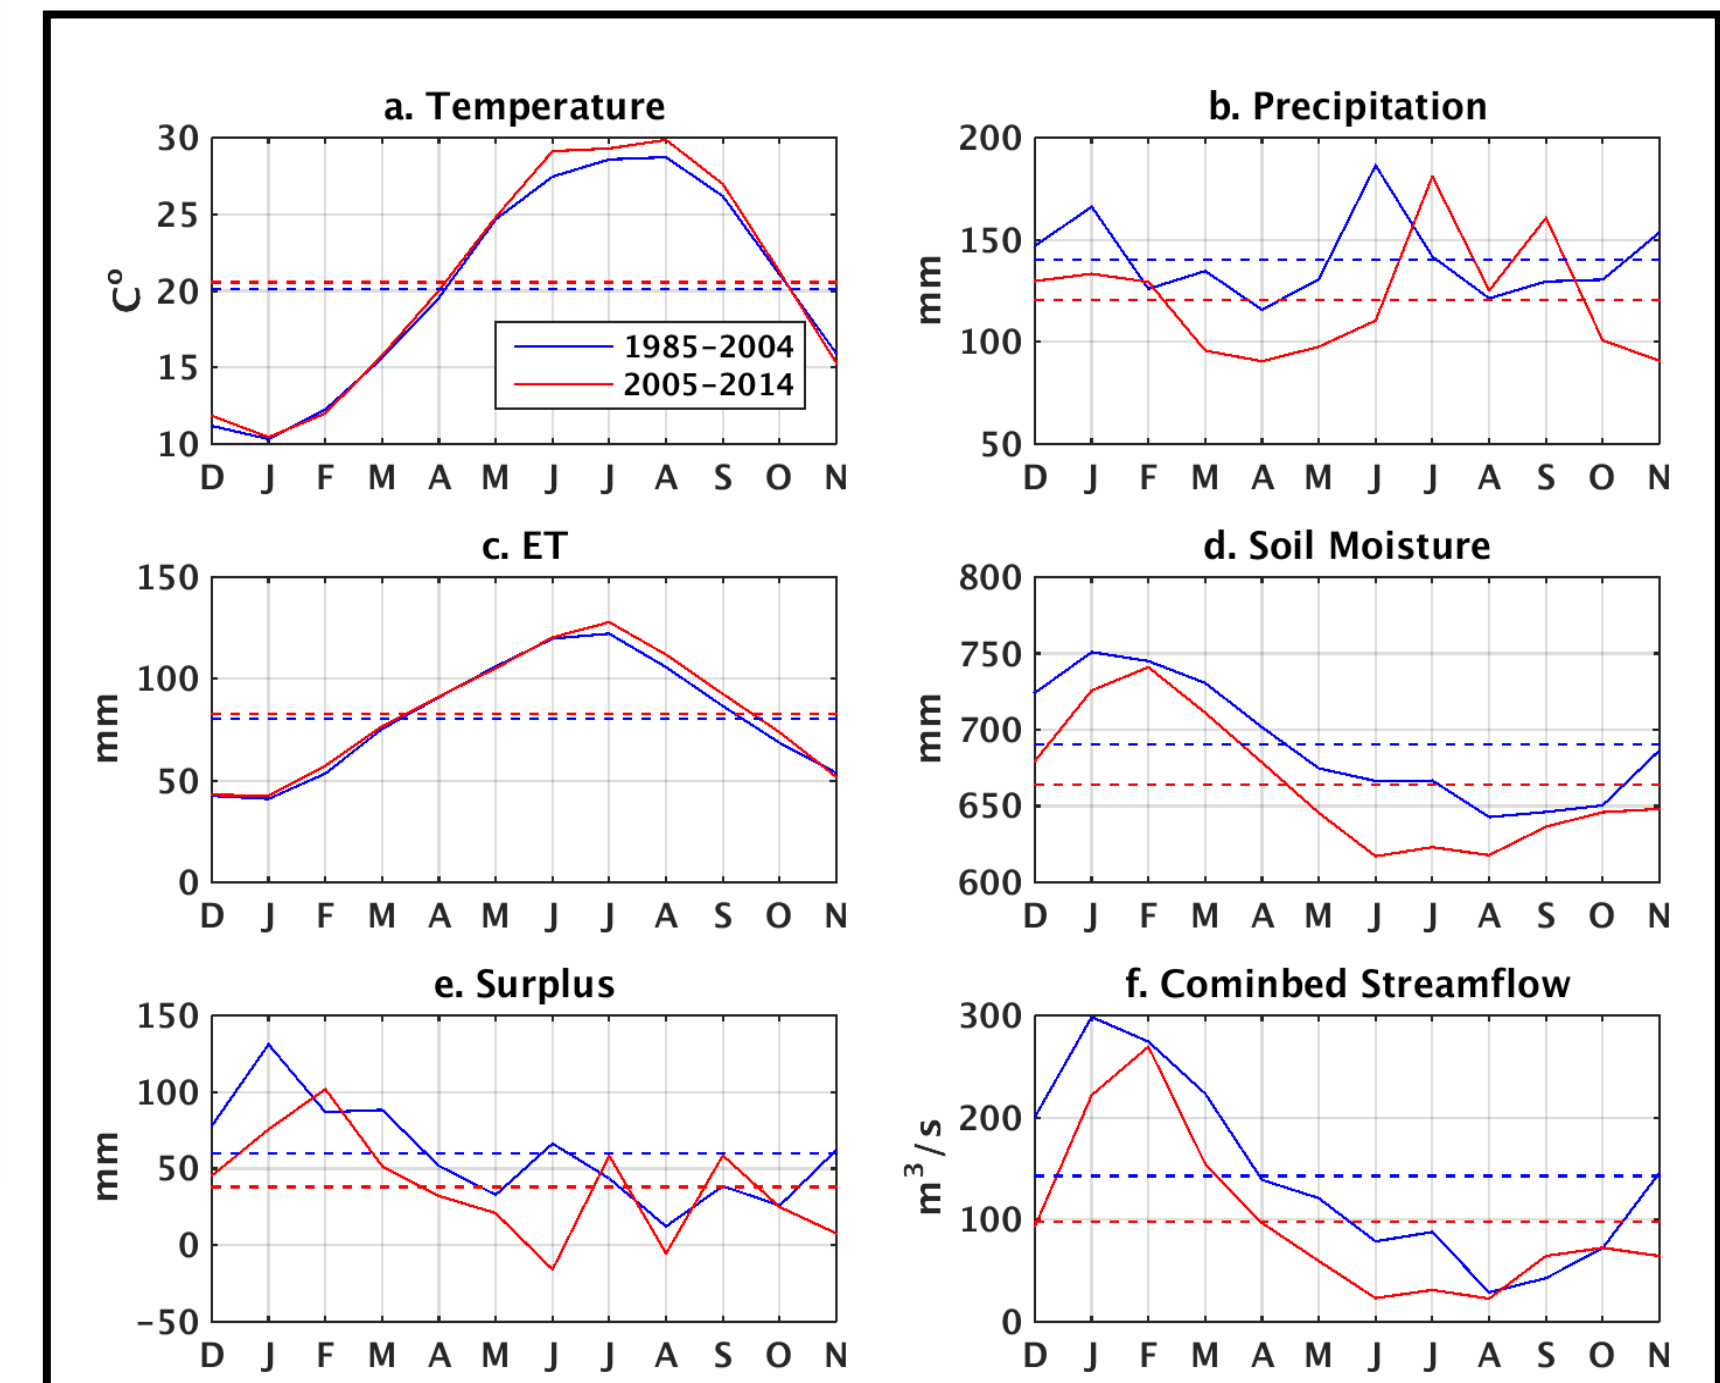 a. Temperature
30
25
20
15
10
C°
1985-2004
2005-2014
D J F M A M J J A S O N
b. Precipitation
200
150
100
50
mm
D J F M A M J J A S O N
c. ET
150
100
50
0
mm
D J F M A M J J A S O N
d. Soil Moisture
800
750
700
650
600
mm
D J F M A M J J A S O N
e. Surplus
150
100
50
0
-50
mm
D J F M A M J J A S O N
f. Cominbed Streamflow
300
200
100
0
m³/s
D J F M A M J J A S O N